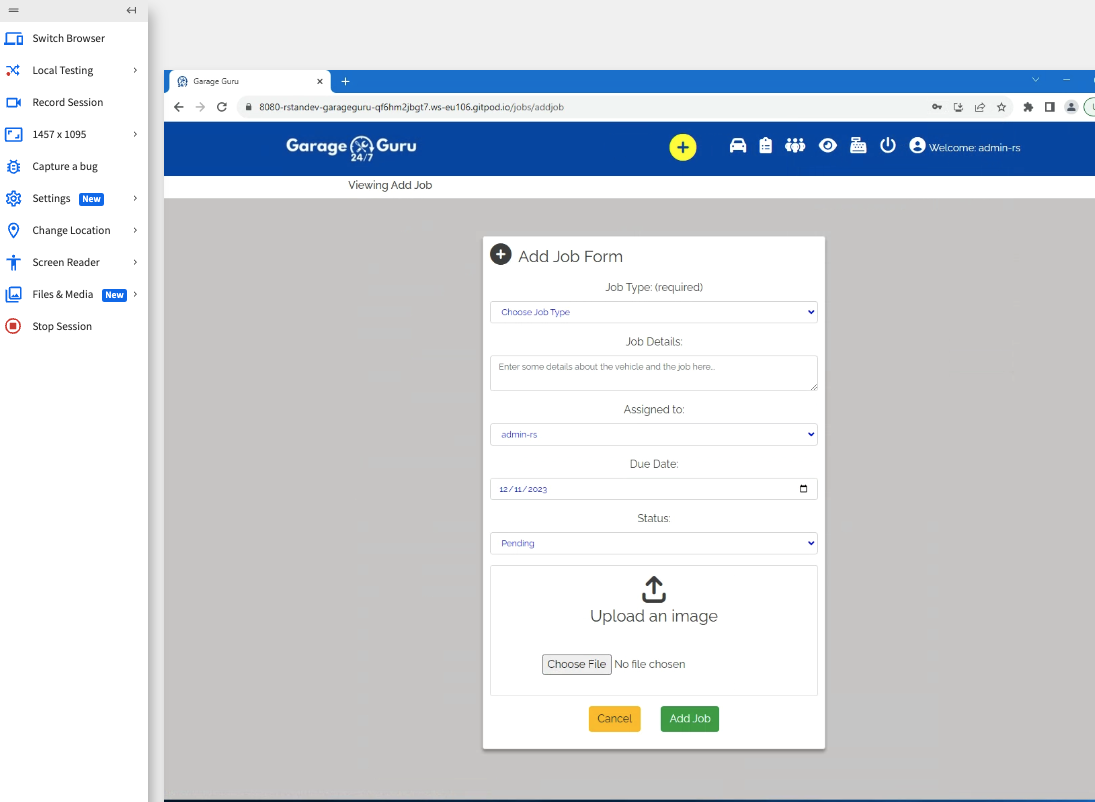 Switch Browser
Local Testing
Record Session
1457 x 1095
Capture a bug
Settings New
Change Location
Screen Reader
Files & Media New
Stop Session
Garage Guru
8080-rstandev-garageguru-qf6hm2jbgt7.ws-eu106.gitpod.io/jobs/addjob
Garage Guru
24/7
Welcome: admin-rs
Viewing Add Job
Add Job Form
Job Type: (required)
Choose Job Type
Job Details:
Enter some details about the vehicle and the job here...
Assigned to:
admin-rs
Due Date:
12/11/2023
Status:
Pending
Upload an image
Choose File No file chosen
Cancel Add Job